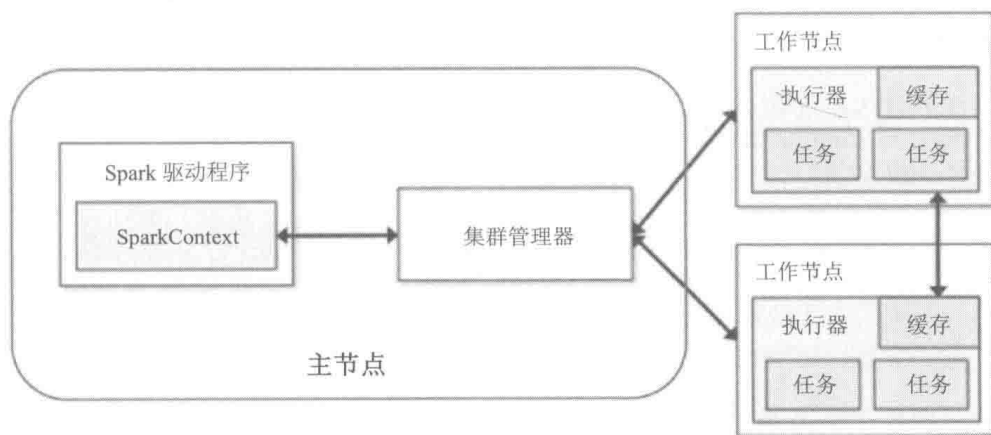 Spark 驱动程序
SparkContext
集群管理器
主节点
工作节点
执行器
缓存
任务
任务
工作节点
执行器
缓存
任务
任务